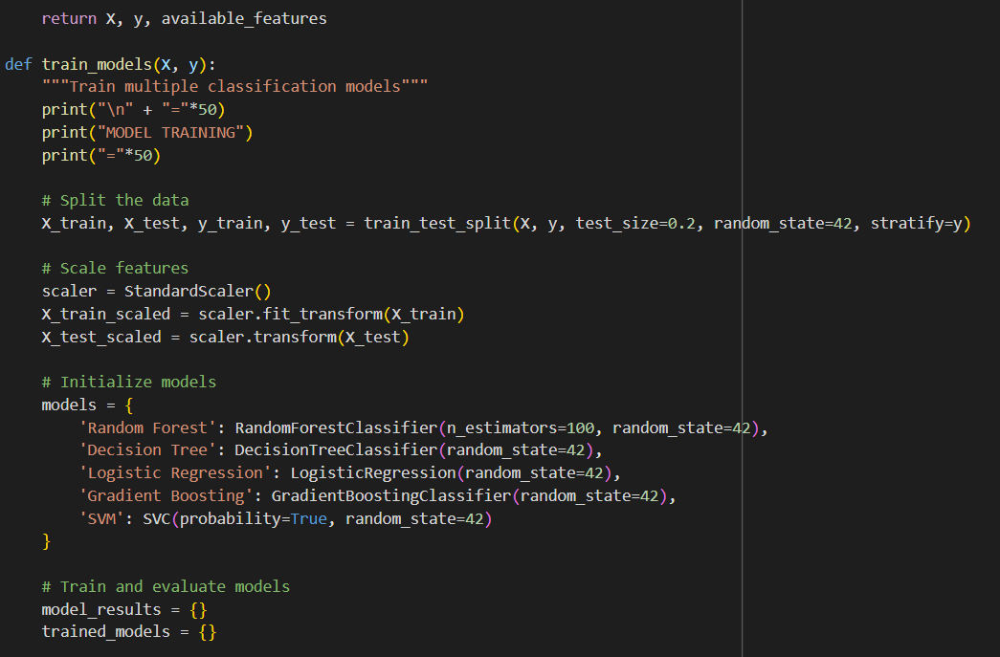 return X, y, available_features

def train_models(X, y):
    """Train multiple classification models"""
    print("\n" + "="*50)
    print("MODEL TRAINING")
    print("="*50)

    # Split the data
    X_train, X_test, y_train, y_test = train_test_split(X, y, test_size=0.2, random_state=42, stratify=y)

    # Scale features
    scaler = StandardScaler()
    X_train_scaled = scaler.fit_transform(X_train)
    X_test_scaled = scaler.transform(X_test)

    # Initialize models
    models = {
        'Random Forest': RandomForestClassifier(n_estimators=100, random_state=42),
        'Decision Tree': DecisionTreeClassifier(random_state=42),
        'Logistic Regression': LogisticRegression(random_state=42),
        'Gradient Boosting': GradientBoostingClassifier(random_state=42),
        'SVM': SVC(probability=True, random_state=42)
    }

    # Train and evaluate models
    model_results = {}
    trained_models = {}